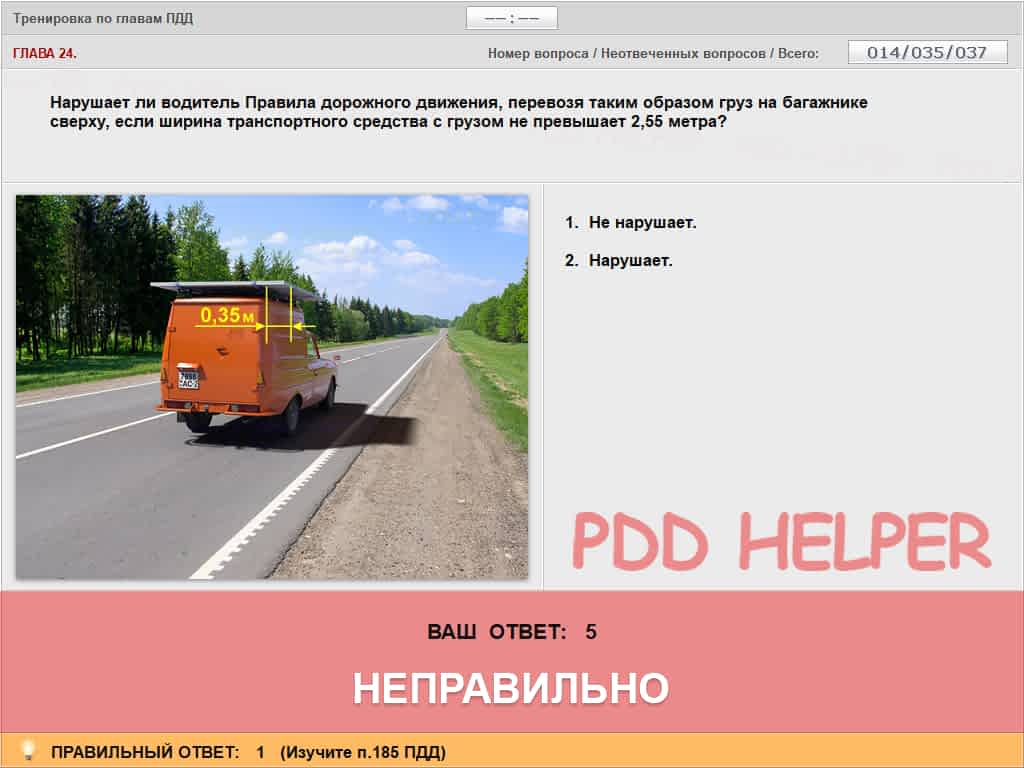 Тренировка по главам ПДД
—— : ——
ГЛАВА 24.
Номер вопроса / Неотвеченных вопросов / Всего:
014/035/037
Нарушает ли водитель Правила дорожного движения, перевозя таким образом груз на багажнике
сверху, если ширина транспортного средства с грузом не превышает 2,55 метра?
0,35м
1. Не нарушает.
2. Нарушает.
PDD HELPER
ВАШ ОТВЕТ: 5
НЕПРАВИЛЬНО
ПРАВИЛЬНЫЙ ОТВЕТ: 1 (Изучите п.185 ПДД)